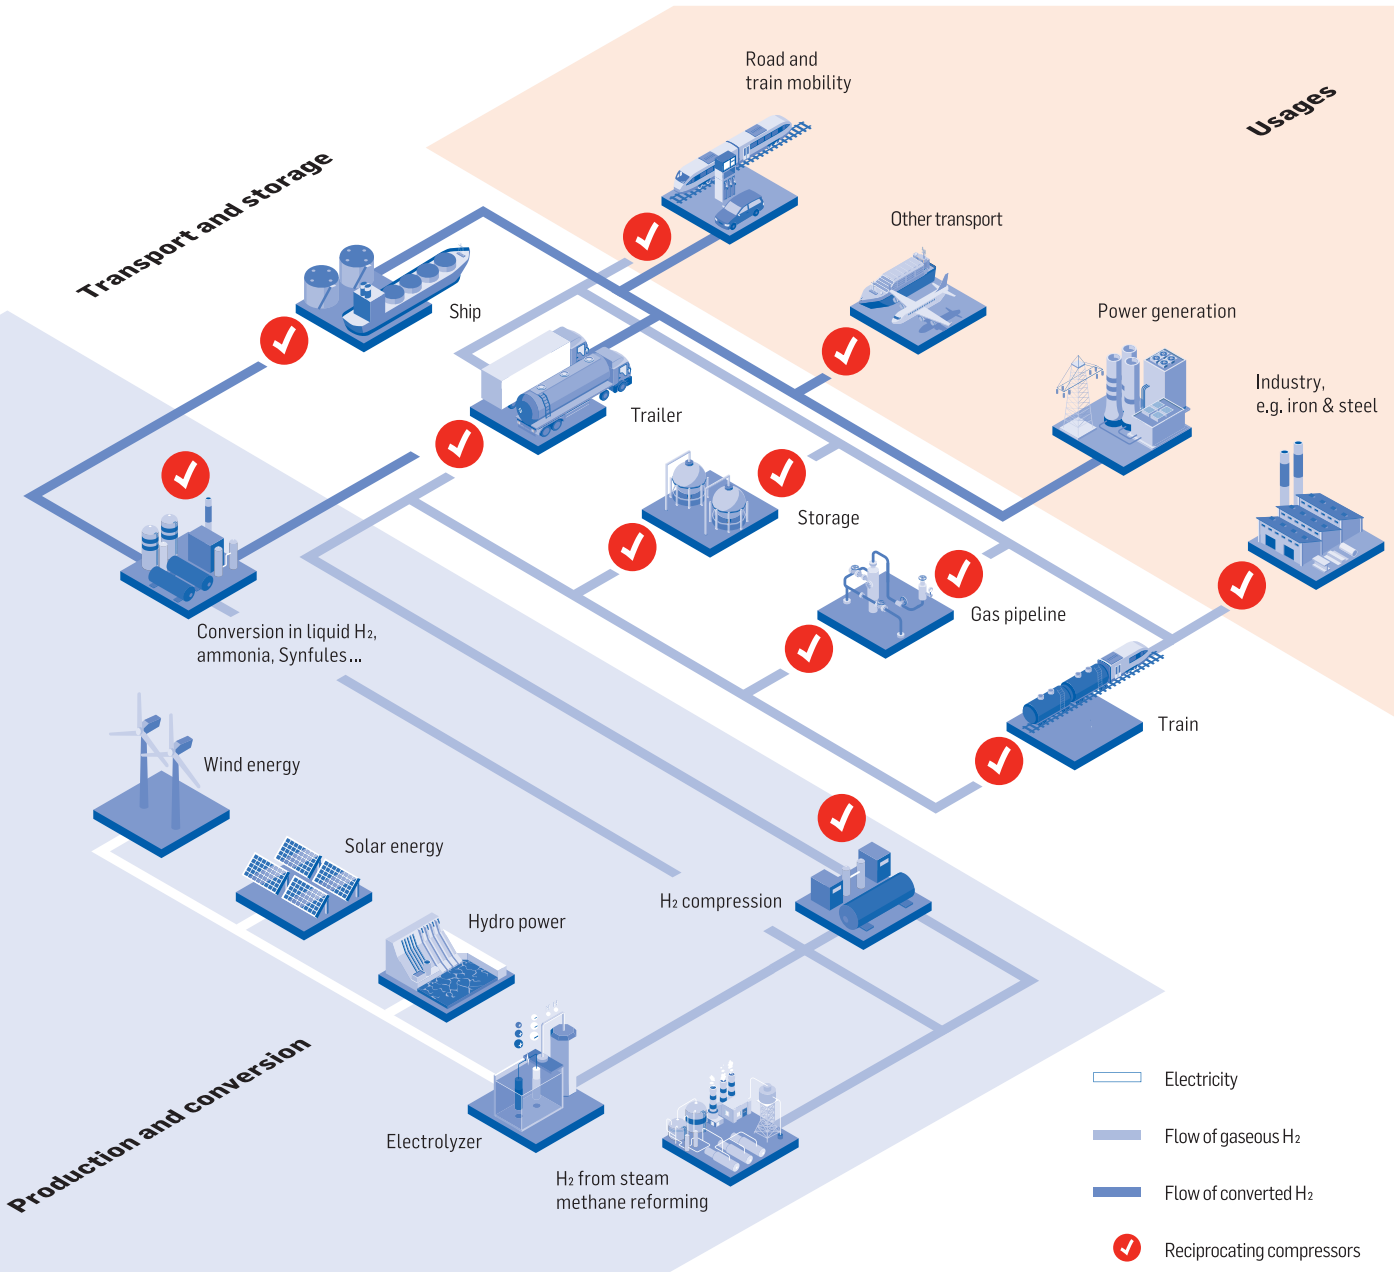 Road and
train mobility
Usages
Transport and storage
Other transport
Ship
Power generation
Industry,
e.g. iron & steel
Trailer
Storage
Gas pipeline
Conversion in liquid H₂,
ammonia, Synfules...
Train
Wind energy
Solar energy
H₂ compression
Hydro power
Production and conversion
Electrolyzer
H₂ from steam
methane reforming
Electricity
Flow of gaseous H₂
Flow of converted H₂
Reciprocating compressors